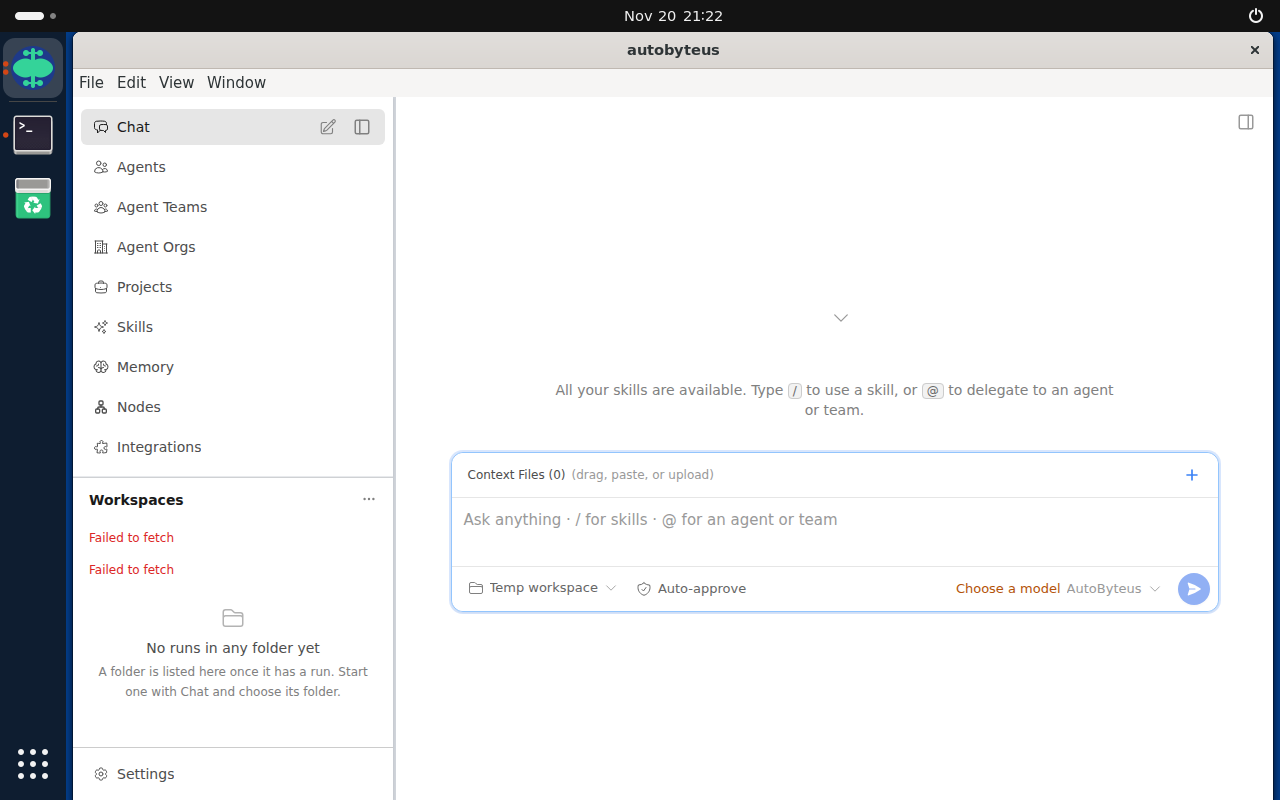 Nov 20 21:22
autobyteus
File Edit View Window
Chat
Agents
Agent Teams
Agent Orgs
Projects
Skills
Memory
Nodes
Integrations
Workspaces
Failed to fetch
Failed to fetch
No runs in any folder yet
A folder is listed here once it has a run. Start
one with Chat and choose its folder.
Settings
All your skills are available. Type / to use a skill, or @ to delegate to an agent
or team.
Context Files (0) (drag, paste, or upload)
Ask anything · / for skills · @ for an agent or team
Temp workspace Auto-approve Choose a model AutoByteus